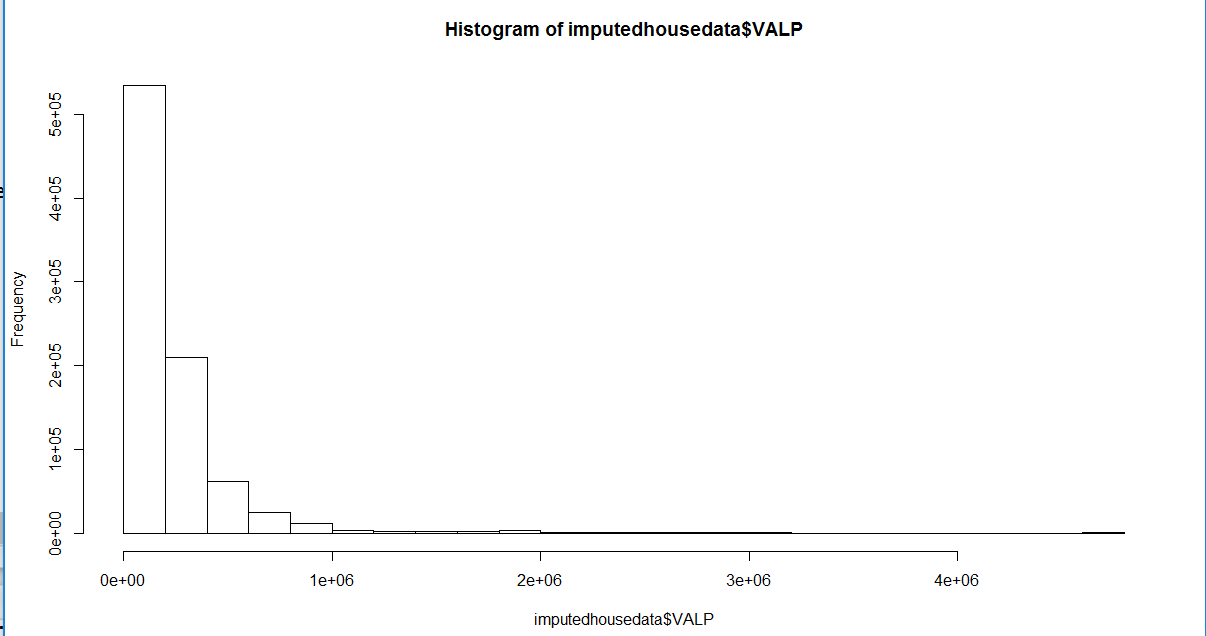 Histogram of imputedhousedata$VALP
Frequency
5e+05
4e+05
3e+05
2e+05
1e+05
0e+00
0e+00 1e+06 2e+06 3e+06 4e+06
imputedhousedata$VALP